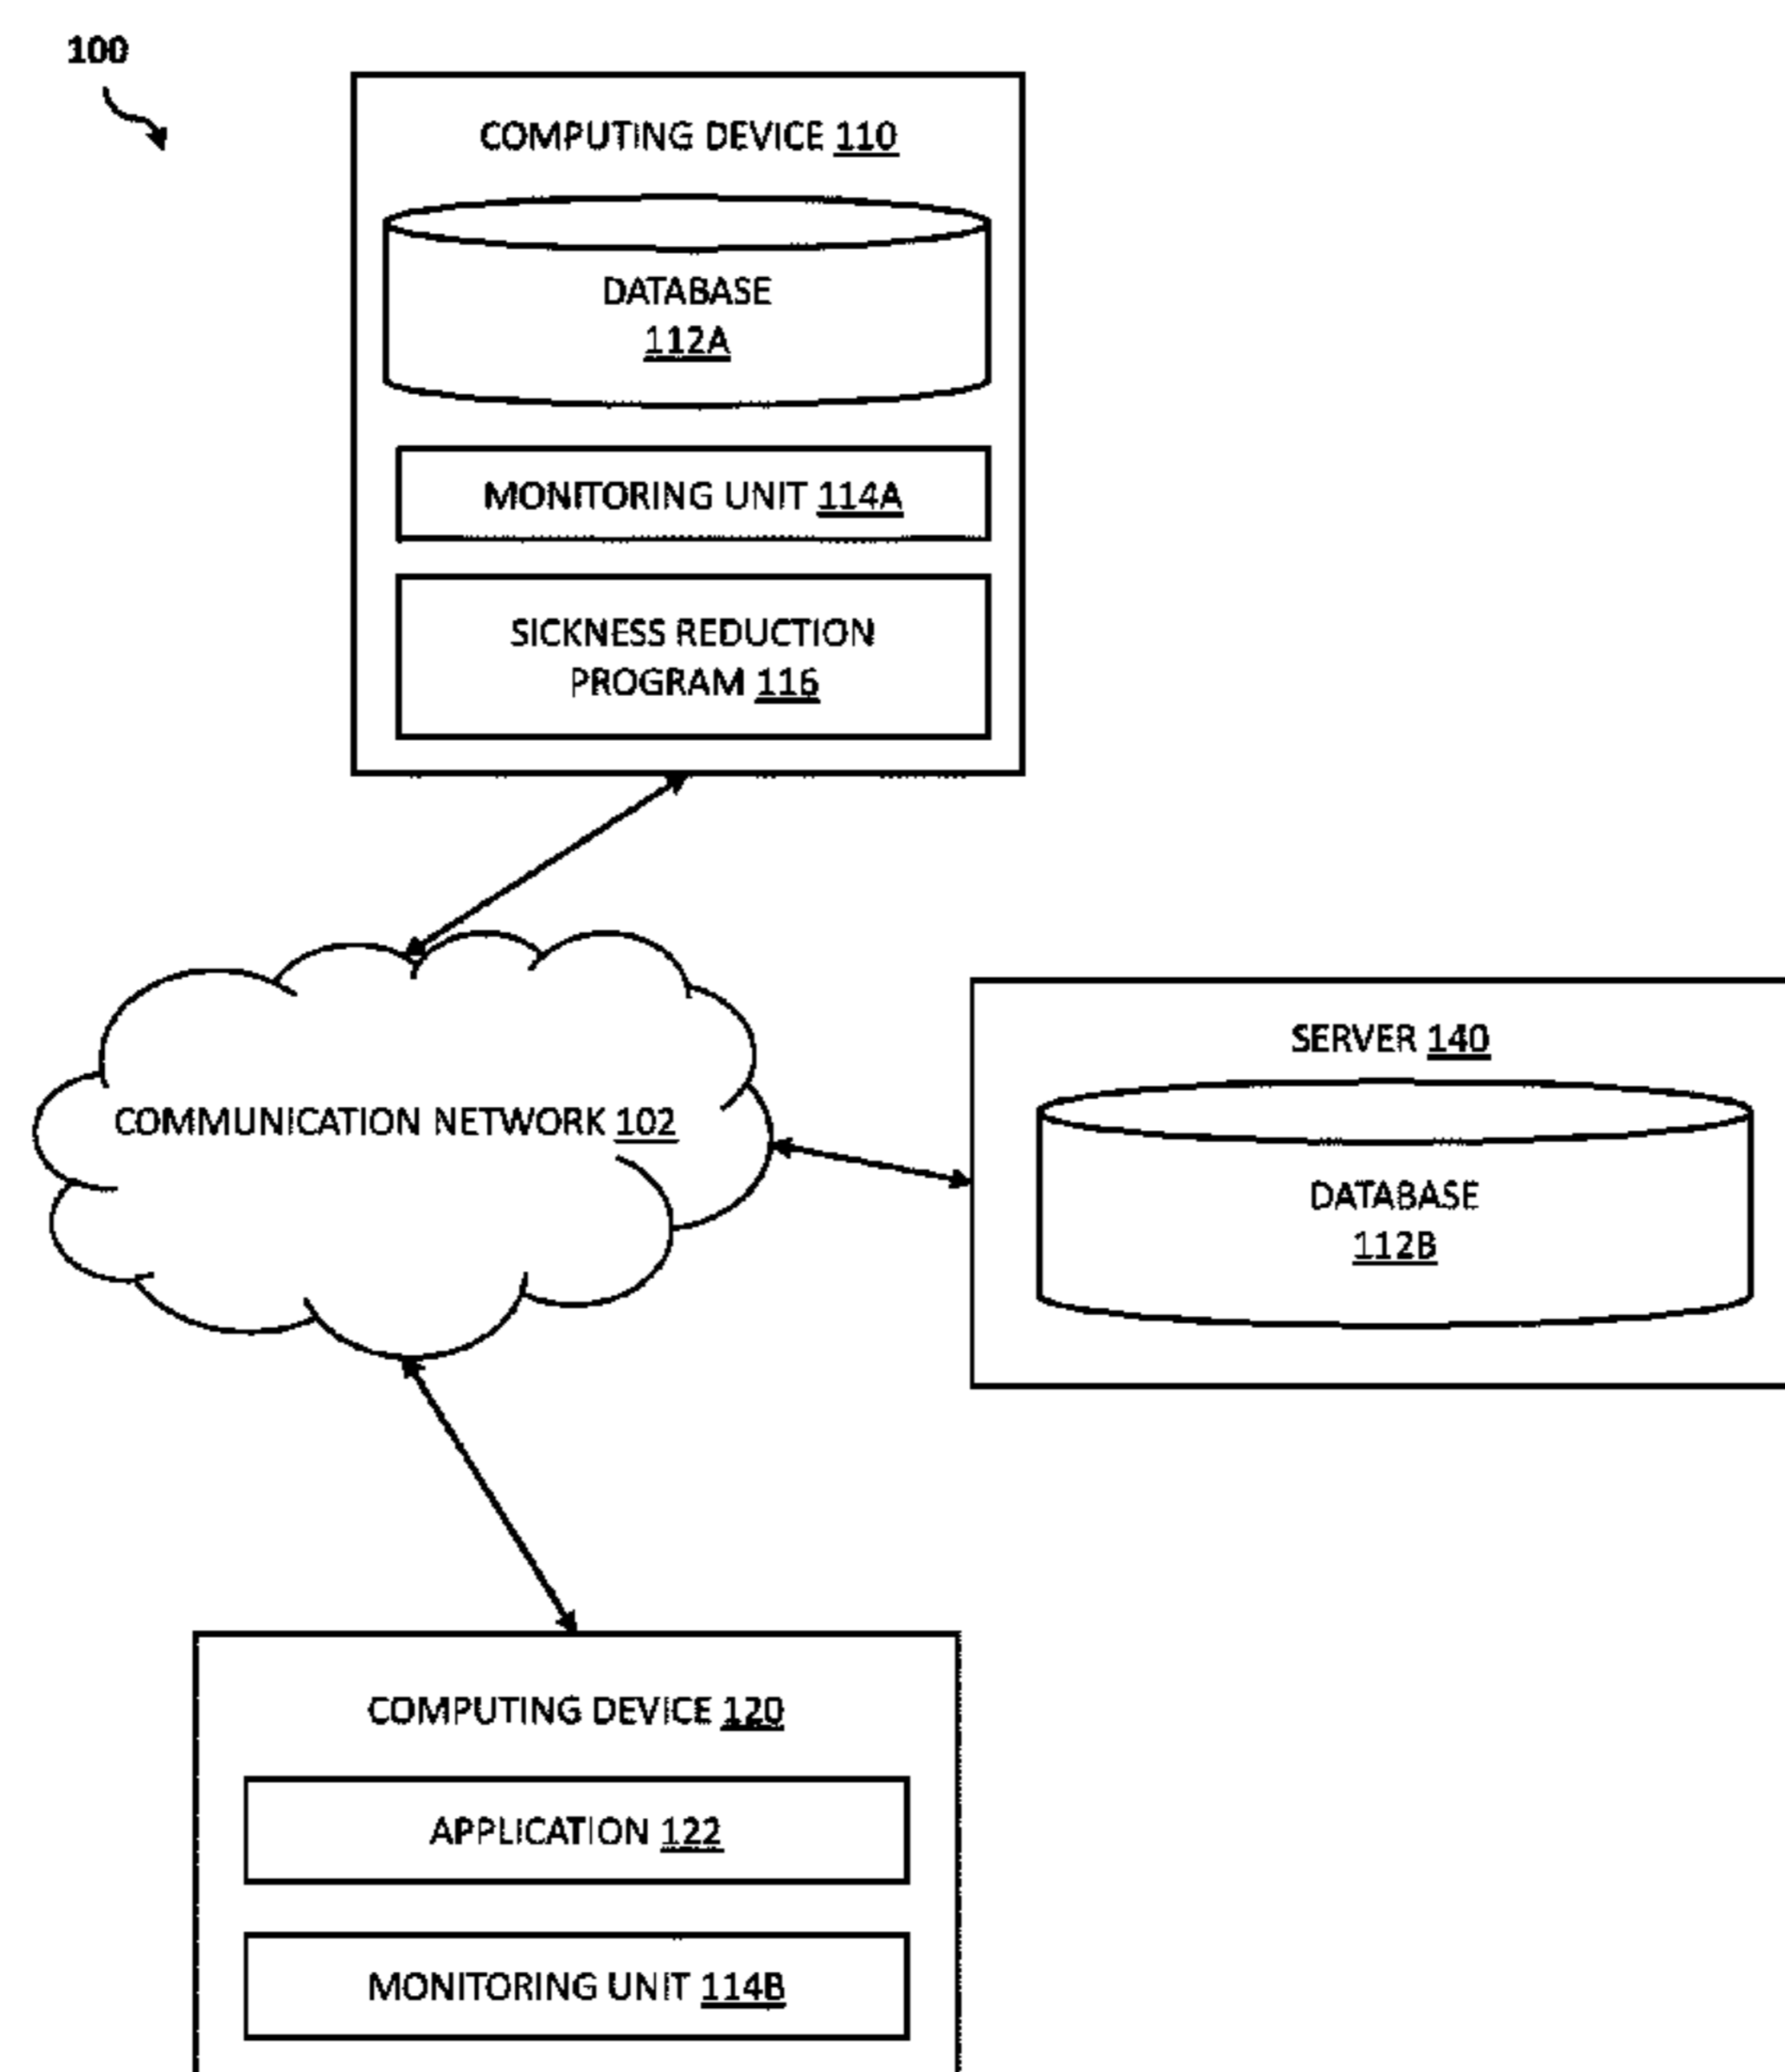 100
COMPUTING DEVICE 110
DATABASE
112A
MONITORING UNIT 114A
SICKNESS REDUCTION
PROGRAM 116
COMMUNICATION NETWORK 102
SERVER 140
DATABASE
112B
COMPUTING DEVICE 120
APPLICATION 122
MONITORING UNIT 114B